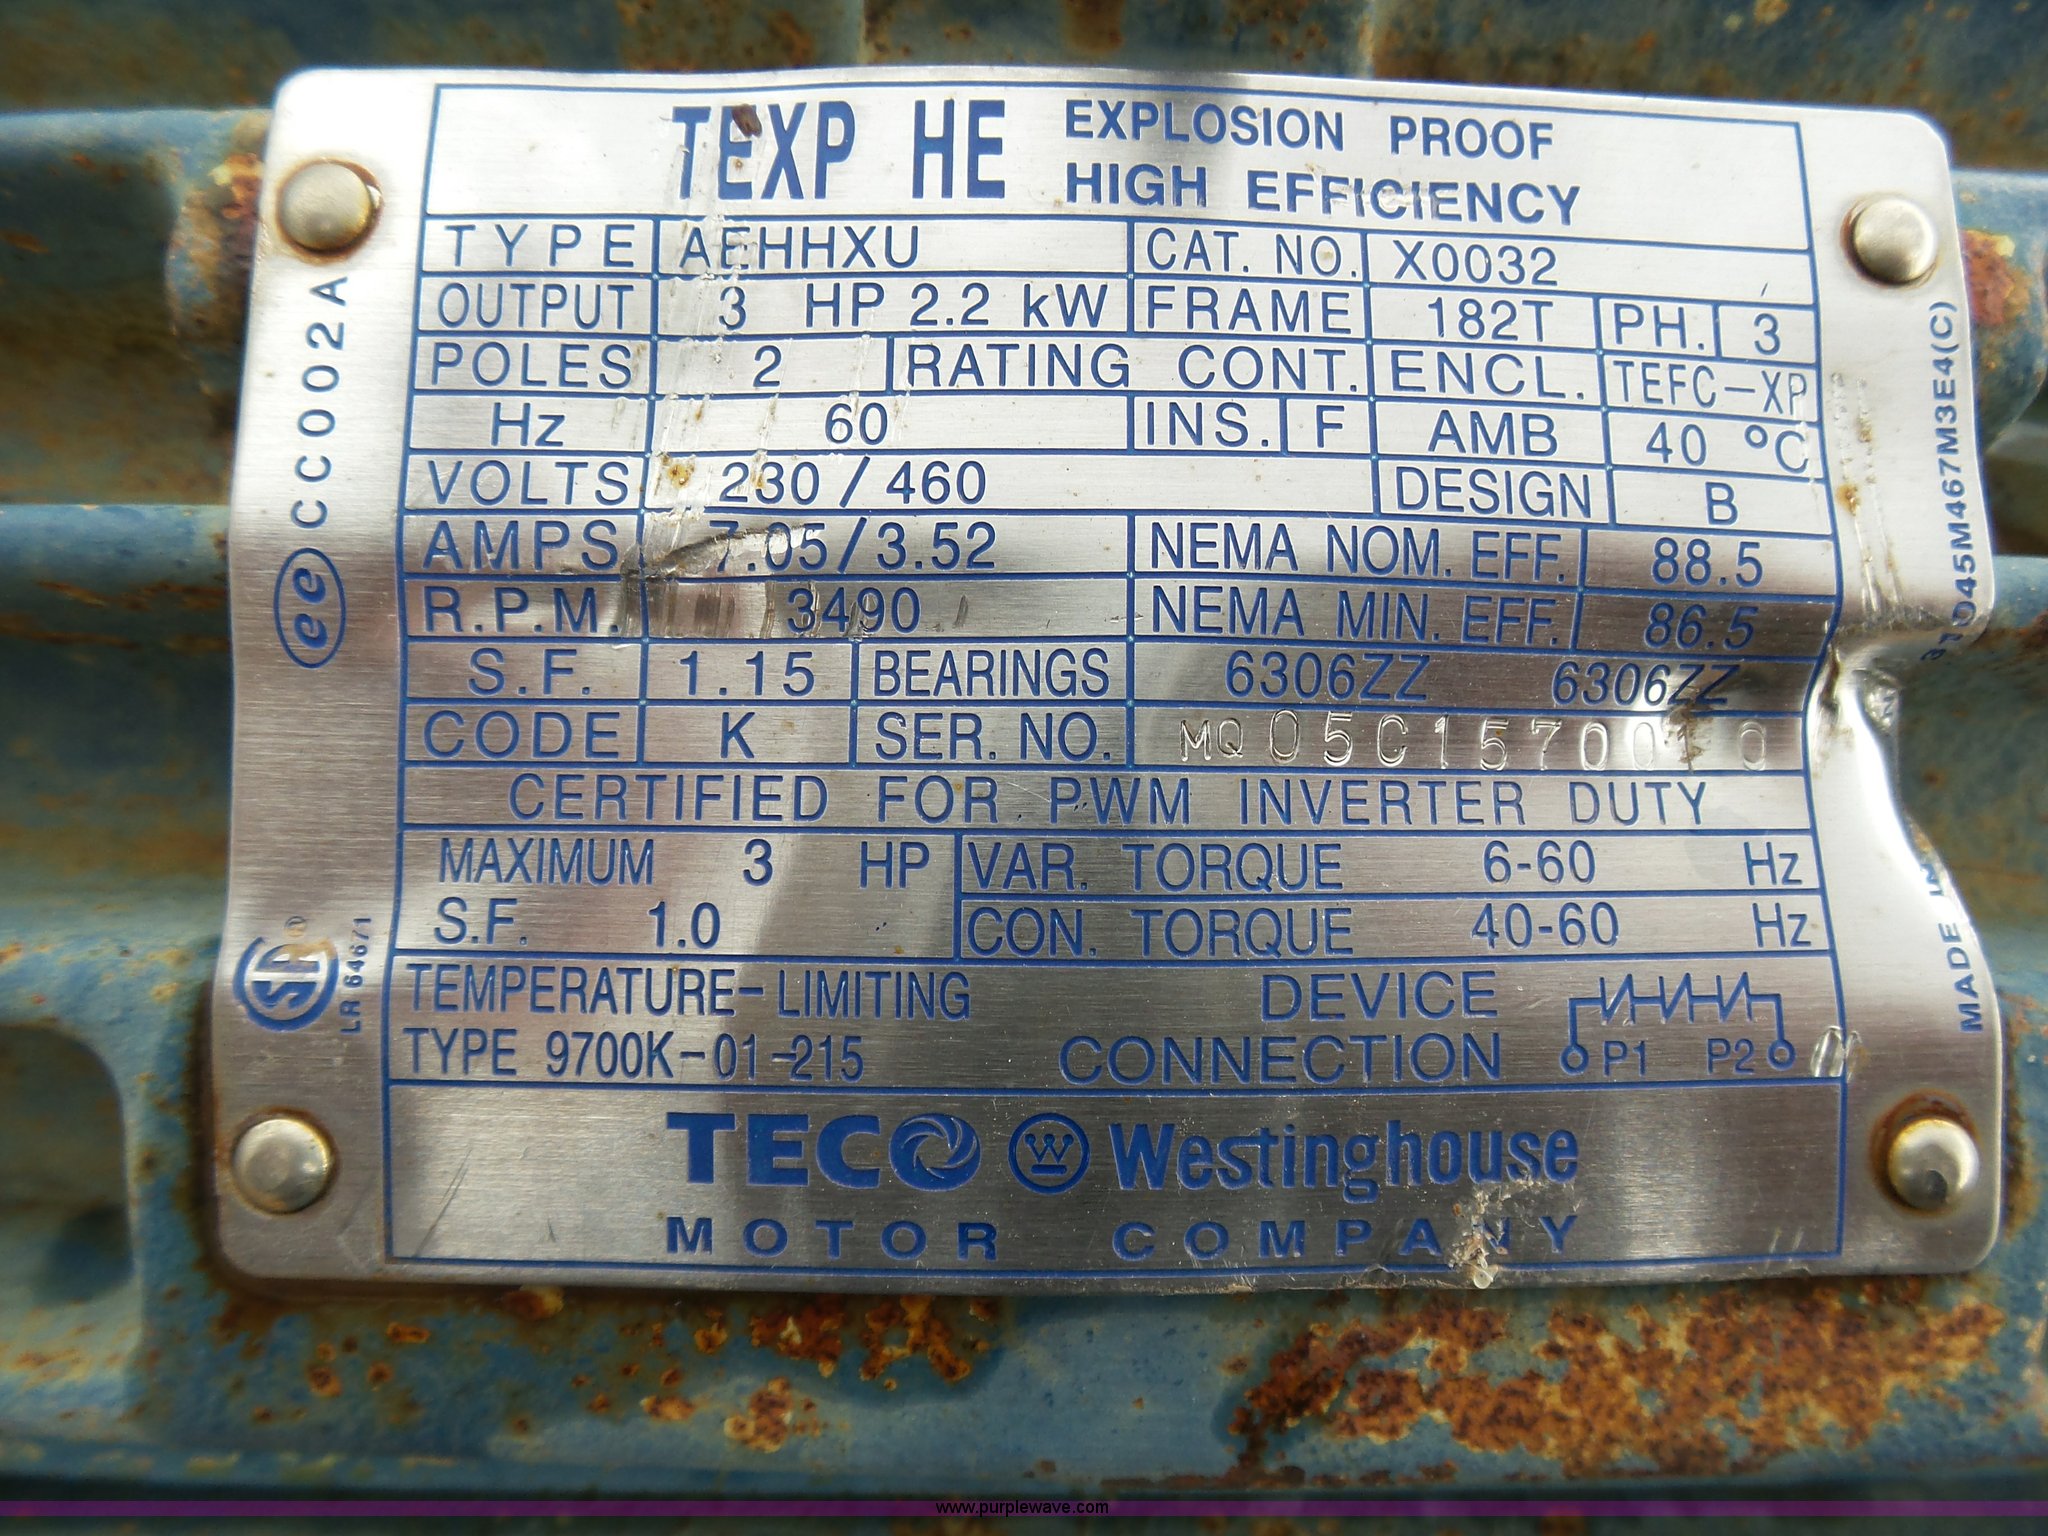 TEXP HE EXPLOSION PROOF
HIGH EFFICIENCY
TYPE AEHHXU CAT. NO. X0032
OUTPUT 3 HP 2.2 kW FRAME 182T PH. 3
POLES 2 RATING CONT. ENCL. TEFC-XP
Hz 60 INS. F AMB 40 °C
VOLTS 230 / 460 DESIGN B
AMPS 7.05/3.52 NEMA NOM. EFF. 88.5
R.P.M. 3490 NEMA MIN. EFF. 86.5
S.F. 1.15 BEARINGS 6306ZZ 6306ZZ
CODE K SER. NO. MQ 05C1570010
CERTIFIED FOR PWM INVERTER DUTY
MAXIMUM 3 HP VAR. TORQUE 6-60 Hz
S.F. 1.0 CON. TORQUE 40-60 Hz
TEMPERATURE-LIMITING DEVICE
TYPE 9700K-01-215 CONNECTION P1 P2
TECO W Westinghouse
MOTOR COMPANY
ee CC002A
SA® LR 64671
MADE IN
www.purplewave.com